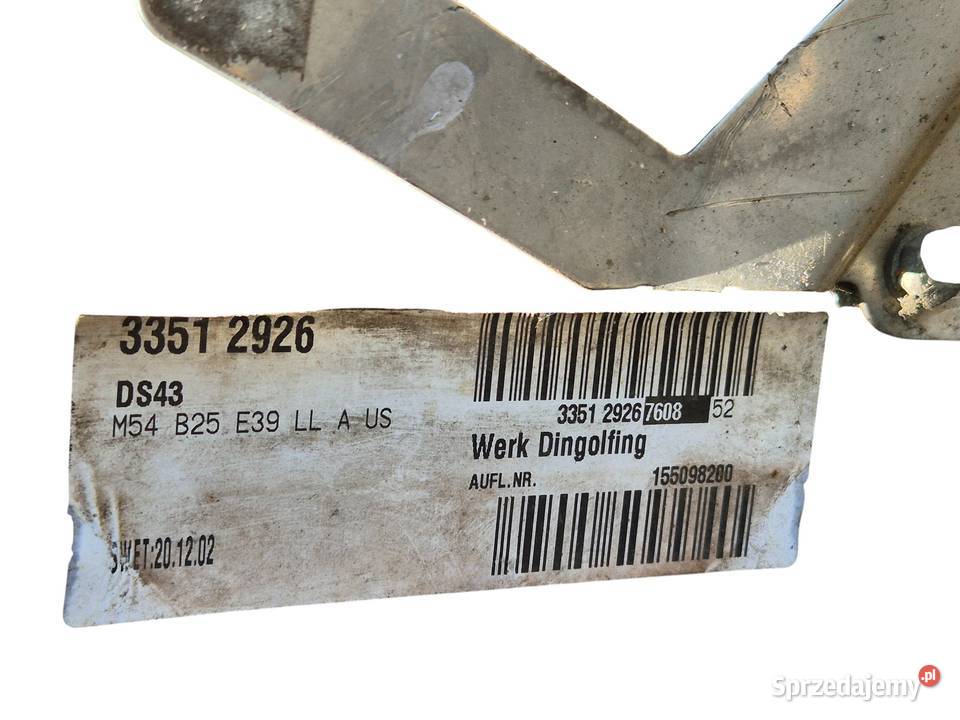 3351 2926
DS43
M54 B25 E39 LL A US
3351 2926 7608 52
Werk Dingolfing
AUFL.NR. 155098200
SWET:20.12.02
Sprzedajemy.pl